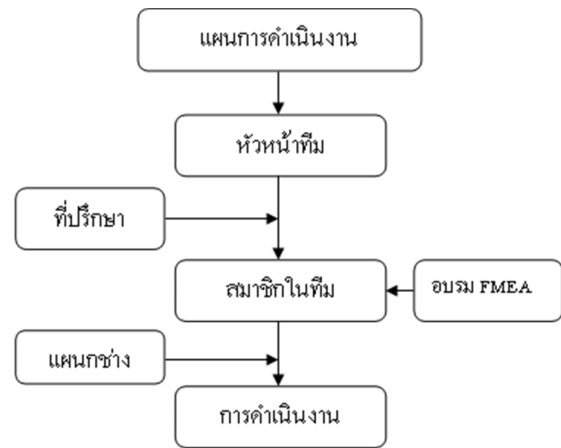 แผนการดำเนินงาน
หัวหน้าทีม
ที่ปรึกษา
สมาชิกในทีม
อบรม FMEA
แผนกช่าง
การดำเนินงาน